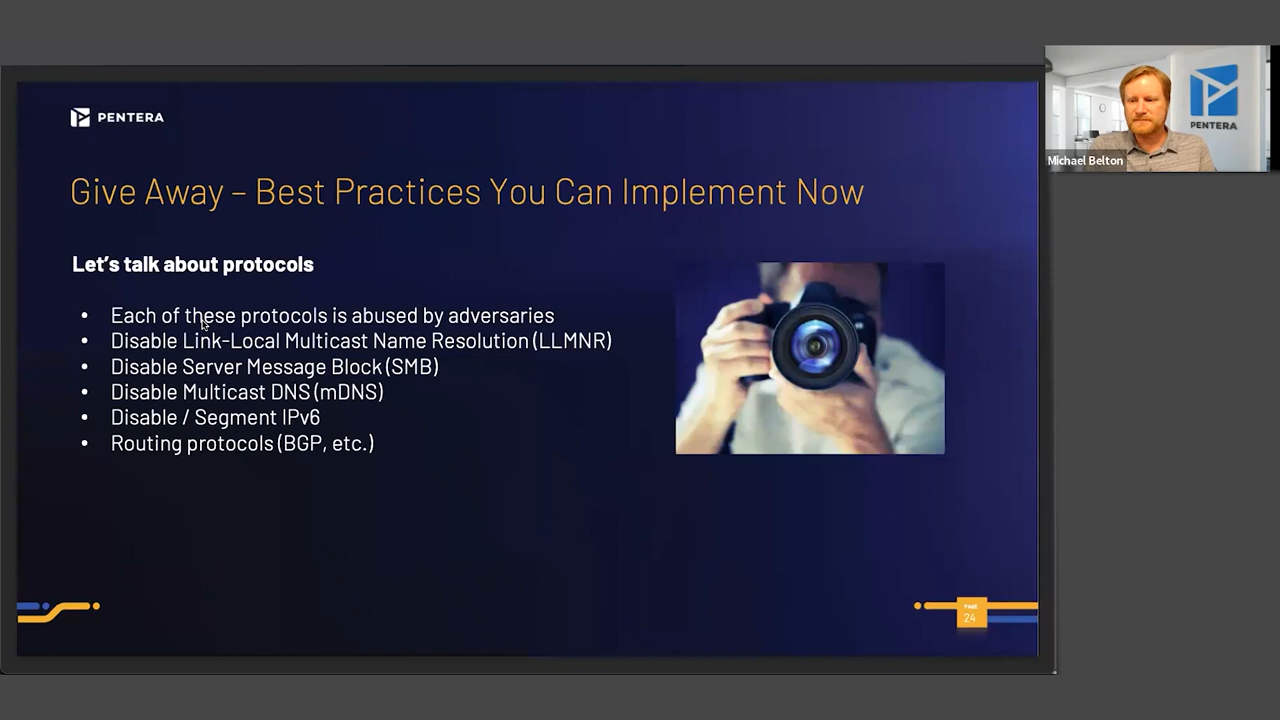 PENTERA
Give Away – Best Practices You Can Implement Now
Let's talk about protocols
• Each of these protocols is abused by adversaries
• Disable Link-Local Multicast Name Resolution (LLMNR)
• Disable Server Message Block (SMB)
• Disable Multicast DNS (mDNS)
• Disable / Segment IPv6
• Routing protocols (BGP, etc.)
PAGE
24
PENTERA
Michael Belton